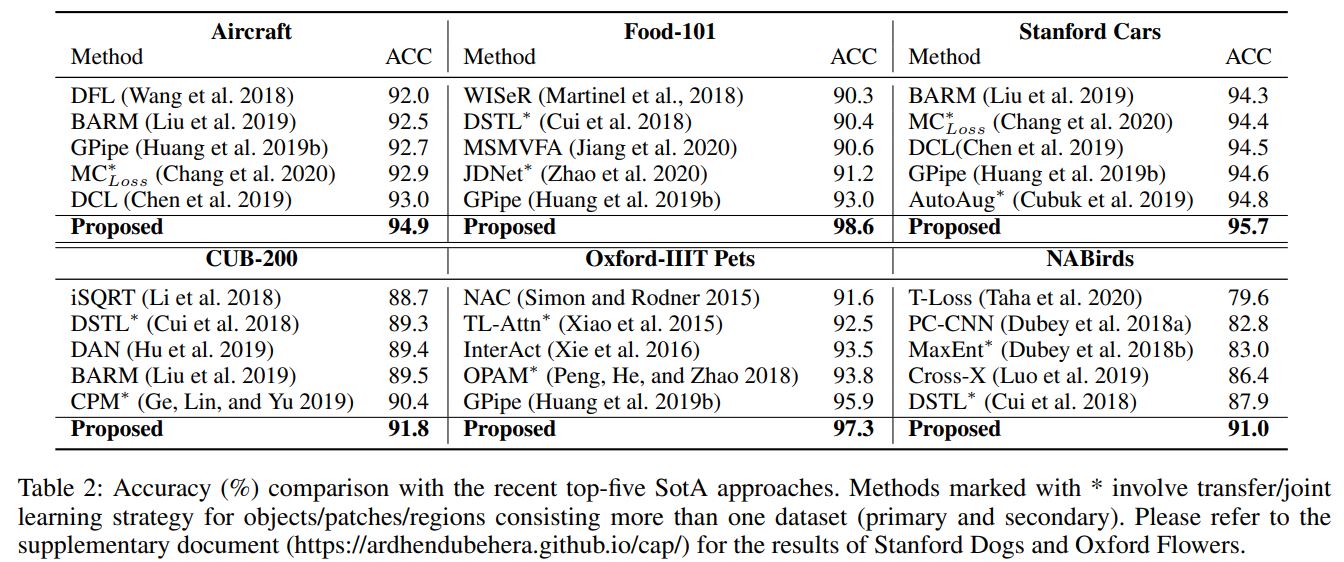 Aircraft Food-101 Stanford Cars
Method ACC Method ACC Method ACC
DFL (Wang et al. 2018) 92.0 WISeR (Martinel et al., 2018) 90.3 BARM (Liu et al. 2019) 94.3
BARM (Liu et al. 2019) 92.5 DSTL* (Cui et al. 2018) 90.4 MC*Loss (Chang et al. 2020) 94.4
GPipe (Huang et al. 2019b) 92.7 MSMVFA (Jiang et al. 2020) 90.6 DCL(Chen et al. 2019) 94.5
MC*Loss (Chang et al. 2020) 92.9 JDNet* (Zhao et al. 2020) 91.2 GPipe (Huang et al. 2019b) 94.6
DCL (Chen et al. 2019) 93.0 GPipe (Huang et al. 2019b) 93.0 AutoAug* (Cubuk et al. 2019) 94.8
Proposed 94.9 Proposed 98.6 Proposed 95.7
CUB-200 Oxford-IIIT Pets NABirds
iSQRT (Li et al. 2018) 88.7 NAC (Simon and Rodner 2015) 91.6 T-Loss (Taha et al. 2020) 79.6
DSTL* (Cui et al. 2018) 89.3 TL-Attn* (Xiao et al. 2015) 92.5 PC-CNN (Dubey et al. 2018a) 82.8
DAN (Hu et al. 2019) 89.4 InterAct (Xie et al. 2016) 93.5 MaxEnt* (Dubey et al. 2018b) 83.0
BARM (Liu et al. 2019) 89.5 OPAM* (Peng, He, and Zhao 2018) 93.8 Cross-X (Luo et al. 2019) 86.4
CPM* (Ge, Lin, and Yu 2019) 90.4 GPipe (Huang et al. 2019b) 95.9 DSTL* (Cui et al. 2018) 87.9
Proposed 91.8 Proposed 97.3 Proposed 91.0
Table 2: Accuracy (%) comparison with the recent top-five SotA approaches. Methods marked with * involve transfer/joint
learning strategy for objects/patches/regions consisting more than one dataset (primary and secondary). Please refer to the
supplementary document (https://ardhendubehera.github.io/cap/) for the results of Stanford Dogs and Oxford Flowers.